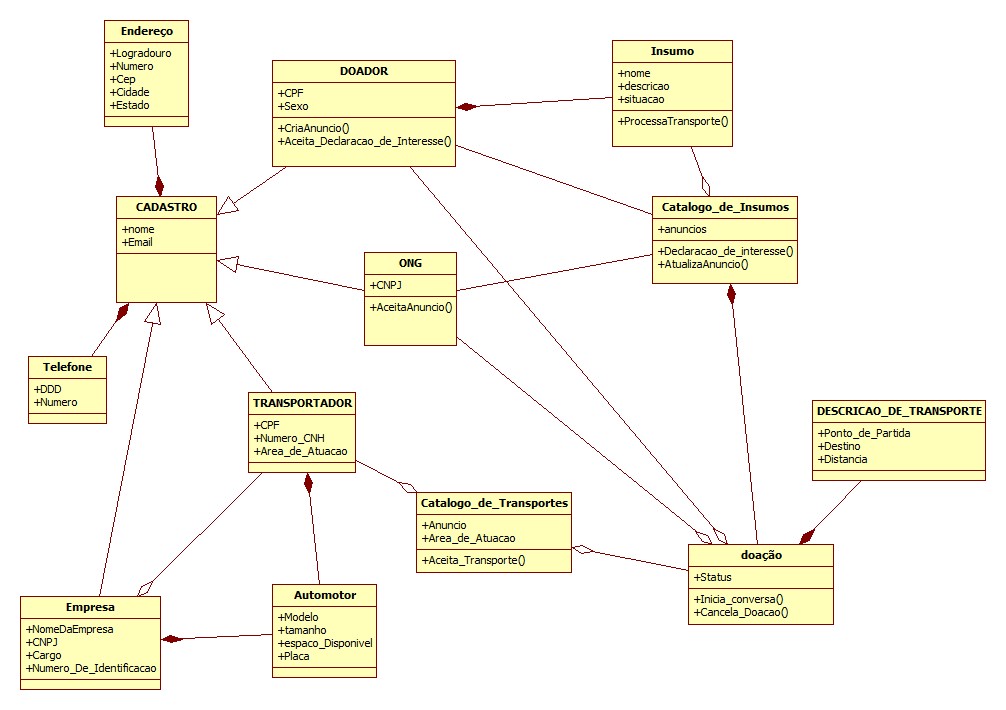 Endereço
+Logradouro
+Numero
+Cep
+Cidade
+Estado
DOADOR
+CPF
+Sexo
+CriaAnuncio()
+Aceita_Declaracao_de_Interesse()
Insumo
+nome
+descricao
+situacao
+ProcessaTransporte()
CADASTRO
+nome
+Email
Catalogo_de_Insumos
+anuncios
+Declaracao_de_interesse()
+AtualizaAnuncio()
ONG
+CNPJ
+AceitaAnuncio()
Telefone
+DDD
+Numero
TRANSPORTADOR
+CPF
+Numero_CNH
+Area_de_Atuacao
DESCRICAO_DE_TRANSPORTE
+Ponto_de_Partida
+Destino
+Distancia
Catalogo_de_Transportes
+Anuncio
+Area_de_Atuacao
+Aceita_Transporte()
doação
+Status
+Inicia_conversa()
+Cancela_Doacao()
Empresa
+NomeDaEmpresa
+CNPJ
+Cargo
+Numero_De_Identificacao
Automotor
+Modelo
+tamanho
+espaco_Disponivel
+Placa